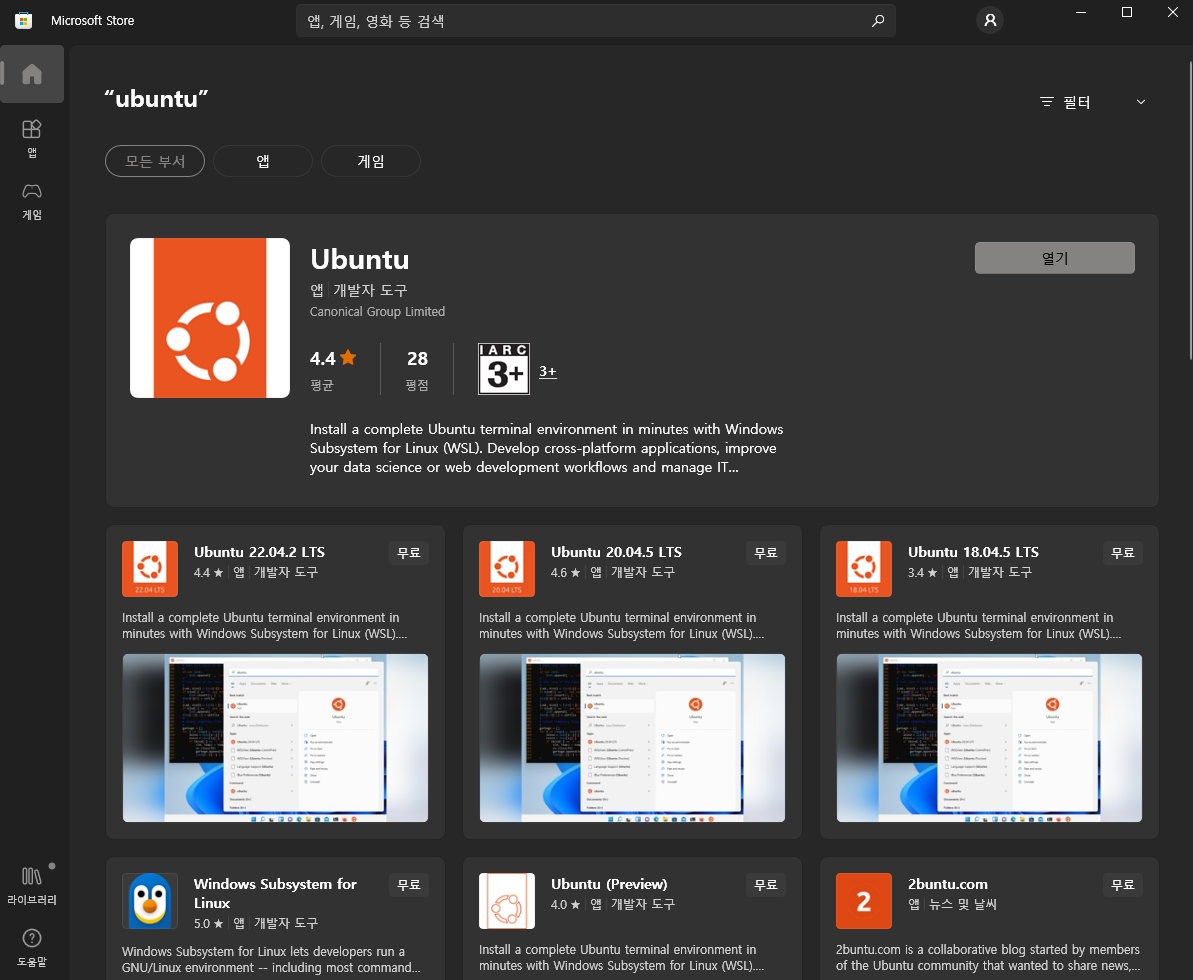 Microsoft Store
앱, 게임, 영화 등 검색
“ubuntu”
필터
모든 부서
앱
게임
앱
게임
Ubuntu
앱 개발자 도구
Canonical Group Limited
열기
4.4 ★
평균
28
평점
IARC
3+
3+
Install a complete Ubuntu terminal environment in minutes with Windows
Subsystem for Linux (WSL). Develop cross-platform applications, improve
your data science or web development workflows and manage IT...
Ubuntu 22.04.2 LTS
무료
4.4 ★ 앱 개발자 도구
22.04 LTS
Install a complete Ubuntu terminal environment in
minutes with Windows Subsystem for Linux (WSL)....
Ubuntu
Ubuntu 20.04.5 LTS
무료
4.6 ★ 앱 개발자 도구
20.04 LTS
Install a complete Ubuntu terminal environment in
minutes with Windows Subsystem for Linux (WSL)....
Ubuntu
Ubuntu 18.04.5 LTS
무료
3.4 ★ 앱 개발자 도구
18.04 LTS
Install a complete Ubuntu terminal environment in
minutes with Windows Subsystem for Linux (WSL)....
Ubuntu
Windows Subsystem for
Linux
무료
5.0 ★ 앱 개발자 도구
Windows Subsystem for Linux lets developers run a
GNU/Linux environment -- including most command...
Ubuntu (Preview)
무료
4.0 ★ 앱 개발자 도구
Install a complete Ubuntu terminal environment in
minutes with Windows Subsystem for Linux (WSL)....
2
2buntu.com
무료
앱 뉴스 및 날씨
2buntu.com is a collaborative blog started by members
of the Ubuntu community that wanted to share news,...
라이브러리
도움말